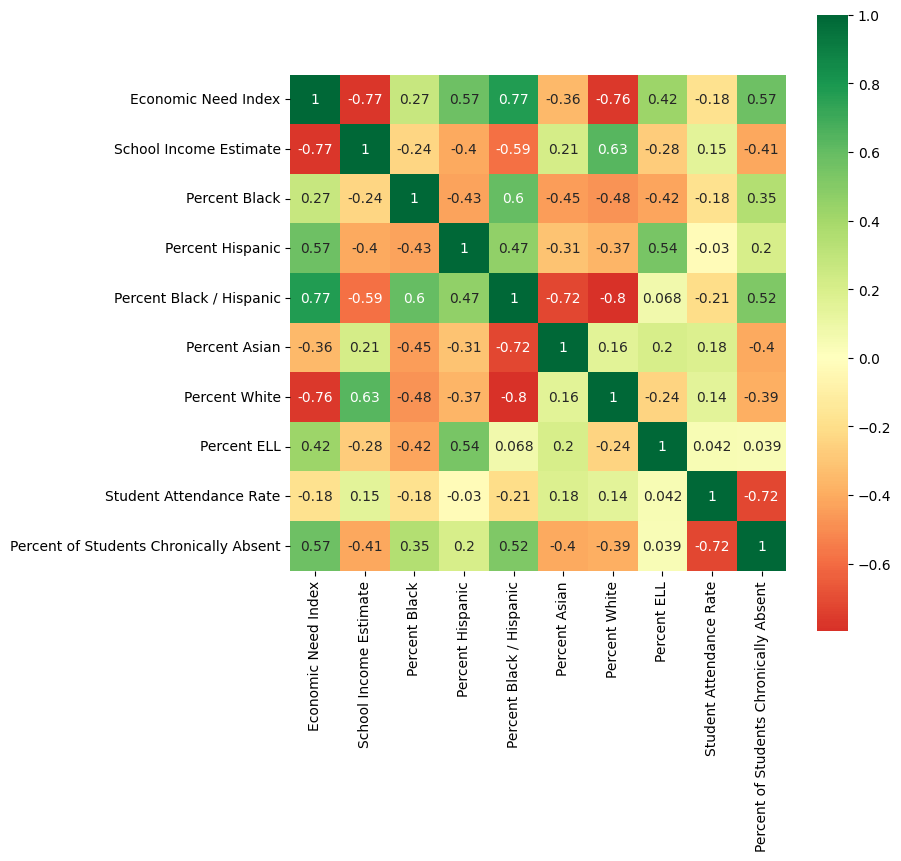 Economic Need Index 1 -0.77 0.27 0.57 0.77 -0.36 -0.76 0.42 -0.18 0.57
School Income Estimate -0.77 1 -0.24 -0.4 -0.59 0.21 0.63 -0.28 0.15 -0.41
Percent Black 0.27 -0.24 1 -0.43 0.6 -0.45 -0.48 -0.42 -0.18 0.35
Percent Hispanic 0.57 -0.4 -0.43 1 0.47 -0.31 -0.37 0.54 -0.03 0.2
Percent Black / Hispanic 0.77 -0.59 0.6 0.47 1 -0.72 -0.8 0.068 -0.21 0.52
Percent Asian -0.36 0.21 -0.45 -0.31 -0.72 1 0.16 0.2 0.18 -0.4
Percent White -0.76 0.63 -0.48 -0.37 -0.8 0.16 1 -0.24 0.14 -0.39
Percent ELL 0.42 -0.28 -0.42 0.54 0.068 0.2 -0.24 1 0.042 0.039
Student Attendance Rate -0.18 0.15 -0.18 -0.03 -0.21 0.18 0.14 0.042 1 -0.72
Percent of Students Chronically Absent 0.57 -0.41 0.35 0.2 0.52 -0.4 -0.39 0.039 -0.72 1
Economic Need Index
School Income Estimate
Percent Black
Percent Hispanic
Percent Black / Hispanic
Percent Asian
Percent White
Percent ELL
Student Attendance Rate
Percent of Students Chronically Absent
1.0
0.8
0.6
0.4
0.2
0.0
−0.2
−0.4
−0.6